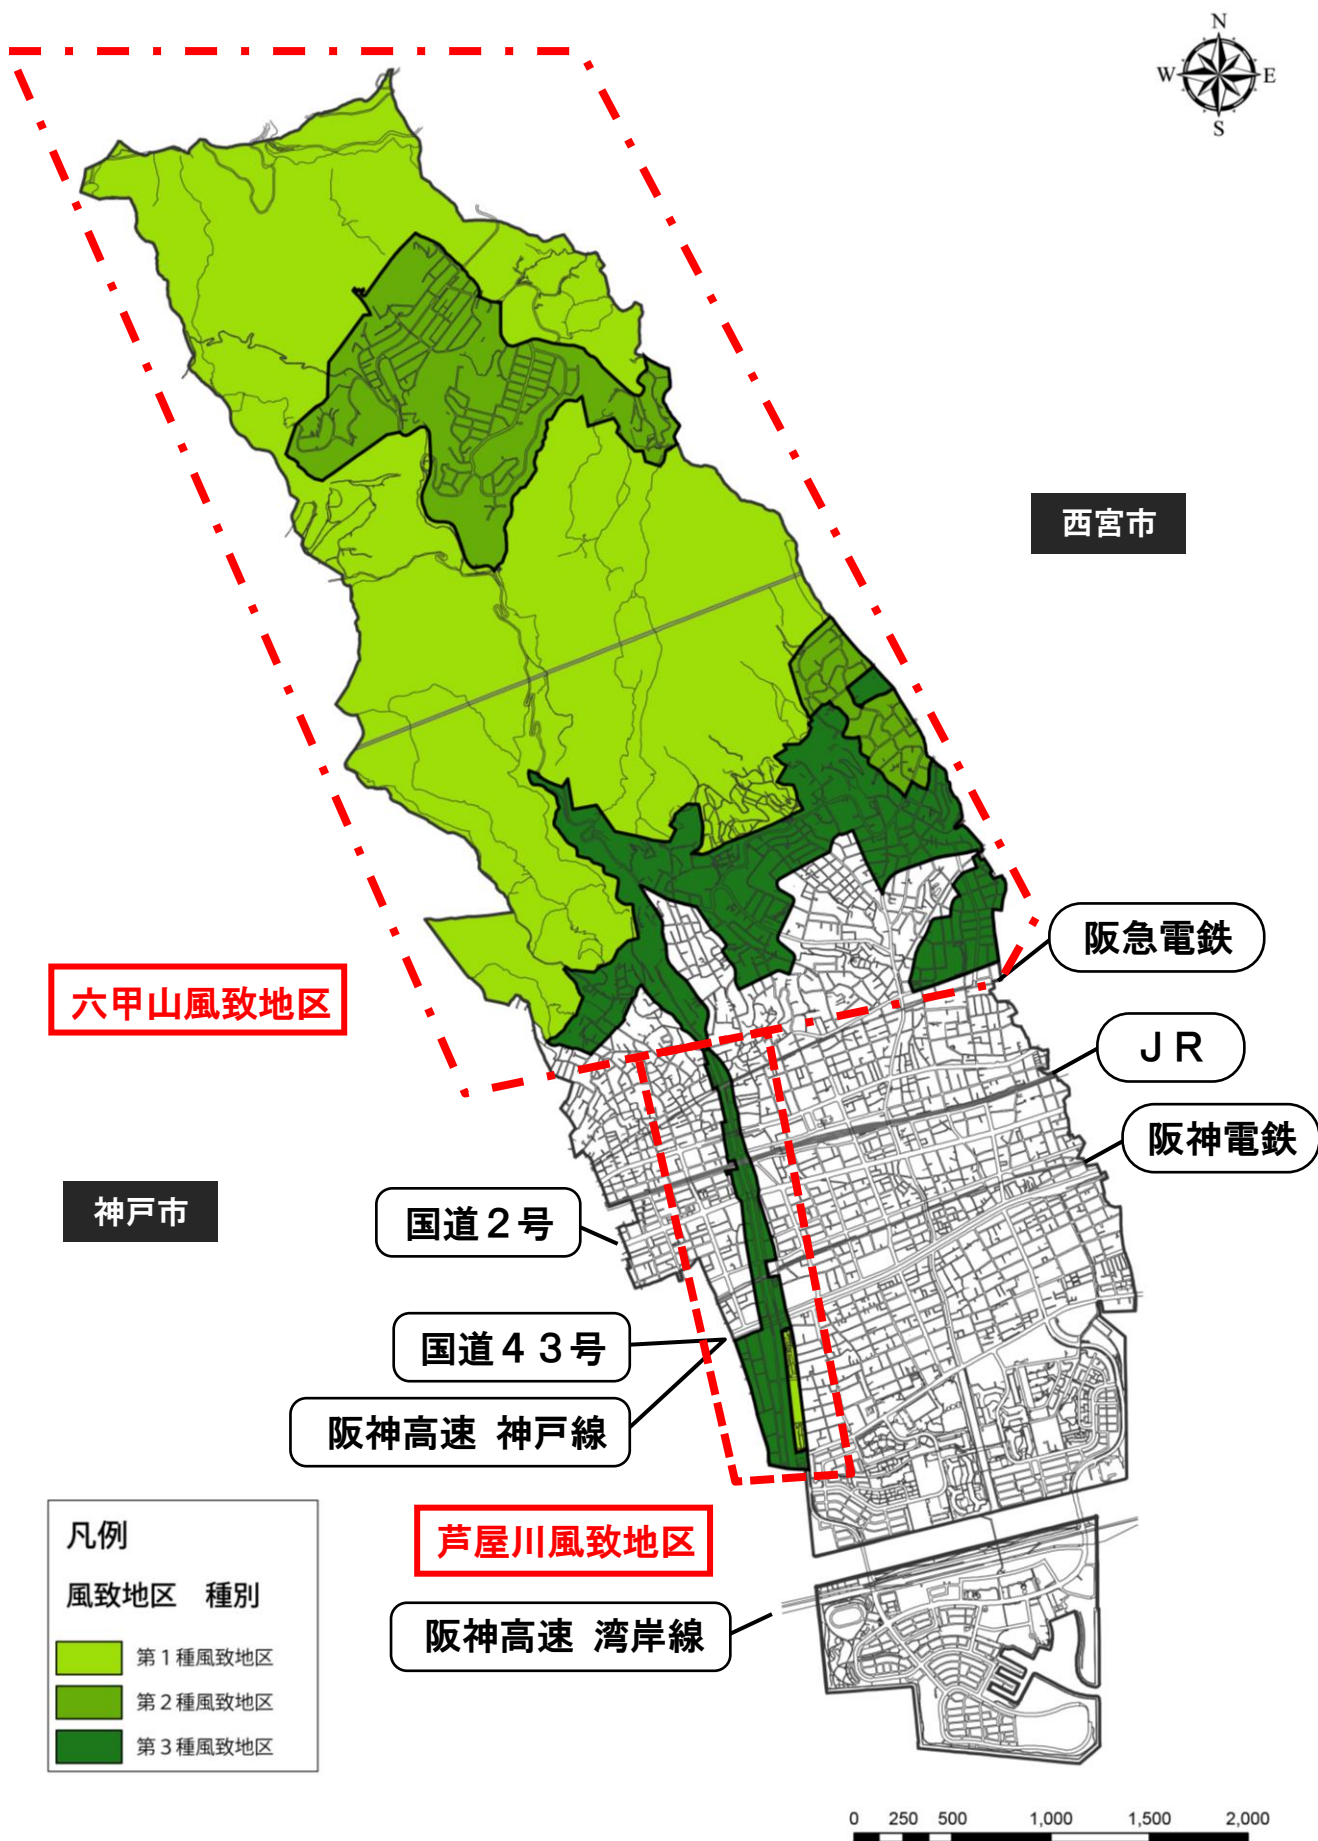 N
W E
S
西宮市
阪急電鉄
六甲山風致地区
ＪＲ
阪神電鉄
神戸市
国道２号
国道４３号
阪神高速 神戸線
凡例
風致地区 種別
第1種風致地区
第2種風致地区
第3種風致地区
芦屋川風致地区
阪神高速 湾岸線
0 250 500 1,000 1,500 2,000